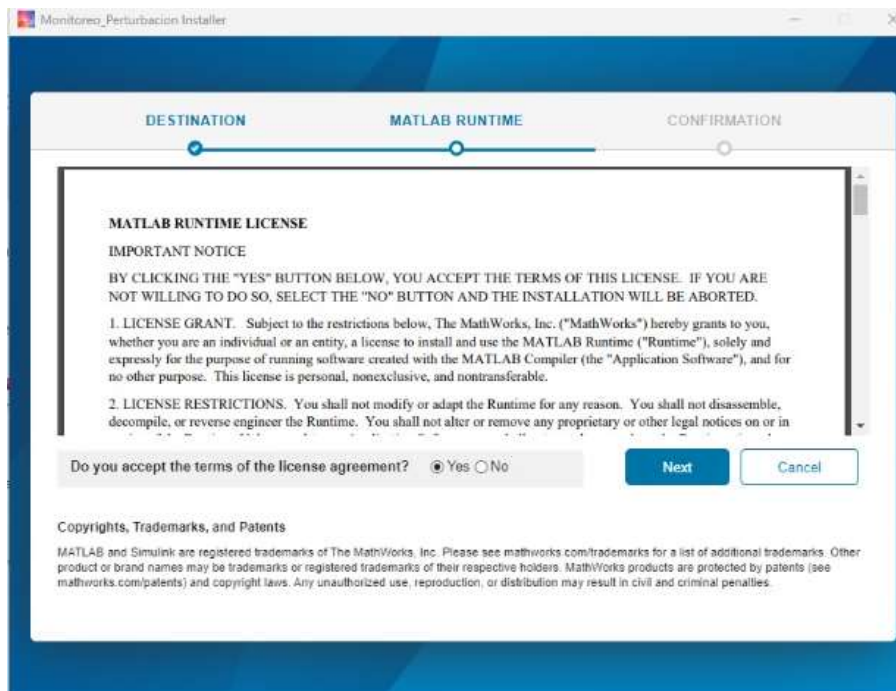 Monitoreo_Perturbacion Installer
DESTINATION MATLAB RUNTIME CONFIRMATION
MATLAB RUNTIME LICENSE
IMPORTANT NOTICE
BY CLICKING THE "YES" BUTTON BELOW, YOU ACCEPT THE TERMS OF THIS LICENSE. IF YOU ARE
NOT WILLING TO DO SO, SELECT THE "NO" BUTTON AND THE INSTALLATION WILL BE ABORTED.
1. LICENSE GRANT. Subject to the restrictions below, The MathWorks, Inc. ("MathWorks") hereby grants to you,
whether you are an individual or an entity, a license to install and use the MATLAB Runtime ("Runtime"), solely and
expressly for the purpose of running software created with the MATLAB Compiler (the "Application Software"), and for
no other purpose. This license is personal, nonexclusive, and nontransferable.
2. LICENSE RESTRICTIONS. You shall not modify or adapt the Runtime for any reason. You shall not disassemble,
decompile, or reverse engineer the Runtime. You shall not alter or remove any proprietary or other legal notices on or in
Do you accept the terms of the license agreement? Yes No Next Cancel
Copyrights, Trademarks, and Patents
MATLAB and Simulink are registered trademarks of The MathWorks, Inc. Please see mathworks.com/trademarks for a list of additional trademarks. Other
product or brand names may be trademarks or registered trademarks of their respective holders. MathWorks products are protected by patents (see
mathworks.com/patents) and copyright laws. Any unauthorized use, reproduction, or distribution may result in civil and criminal penalties.